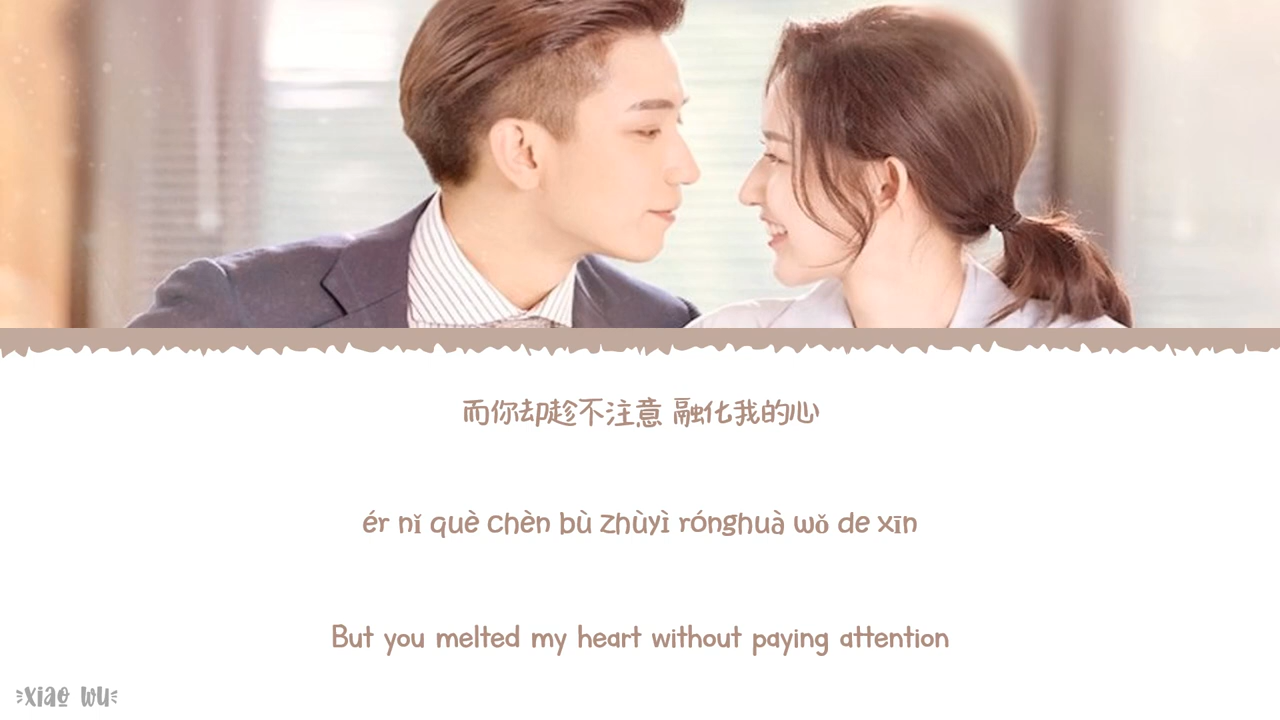 而你却趁不注意 融化我的心
ér nǐ què chèn bù zhùyì rónghuà wǒ de xīn
But you melted my heart without paying attention
xiao wu